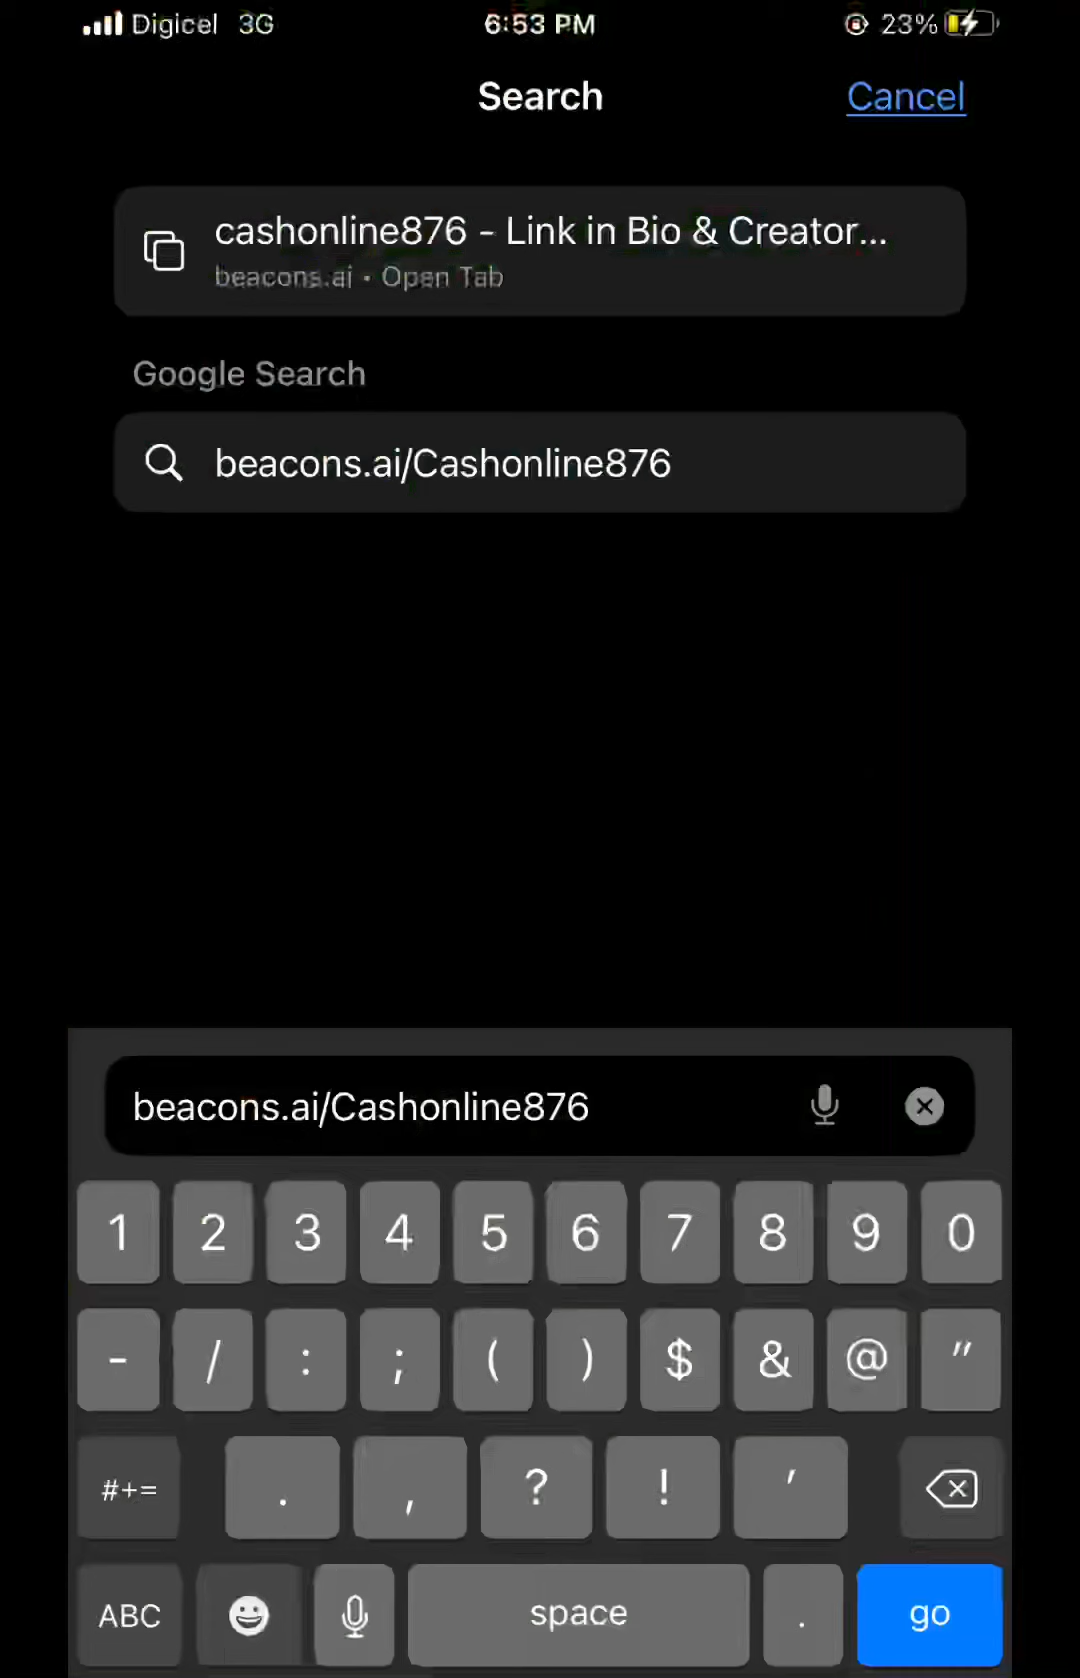 Digicel 3G 6:53 PM 23%
Search Cancel
cashonline876 - Link in Bio & Creator...
beacons.ai • Open Tab
Google Search
beacons.ai/Cashonline876
beacons.ai/Cashonline876
1 2 3 4 5 6 7 8 9 0
- / : ; ( ) $ & @ "
#+= . , ? ! '
ABC space . go